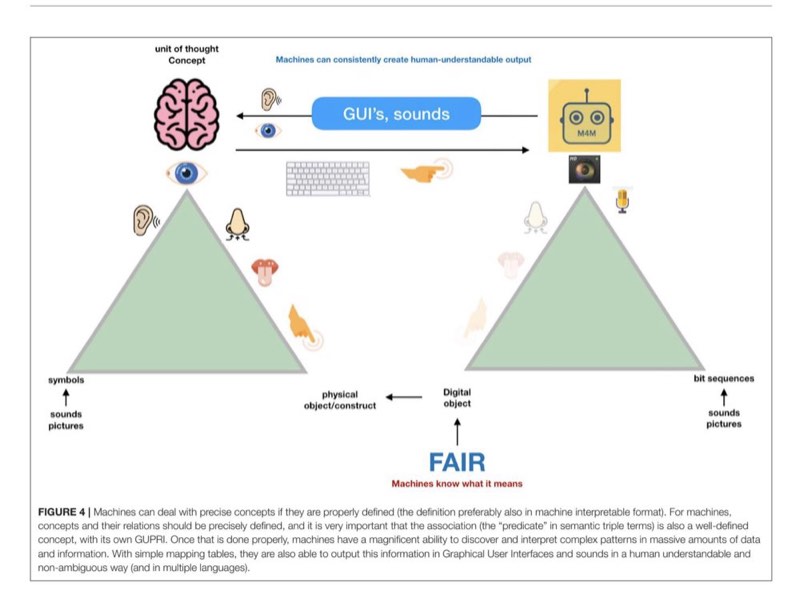 unit of thought
Concept
Machines can consistently create human-understandable output
GUI's, sounds
M4M
symbols
sounds
pictures
physical
object/construct
Digital
object
bit sequences
sounds
pictures
FAIR
Machines know what it means
FIGURE 4 | Machines can deal with precise concepts if they are properly defined (the definition preferably also in machine interpretable format). For machines,
concepts and their relations should be precisely defined, and it is very important that the association (the “predicate” in semantic triple terms) is also a well-defined
concept, with its own GUPRI. Once that is done properly, machines have a magnificent ability to discover and interpret complex patterns in massive amounts of data
and information. With simple mapping tables, they are also able to output this information in Graphical User Interfaces and sounds in a human understandable and
non-ambiguous way (and in multiple languages).